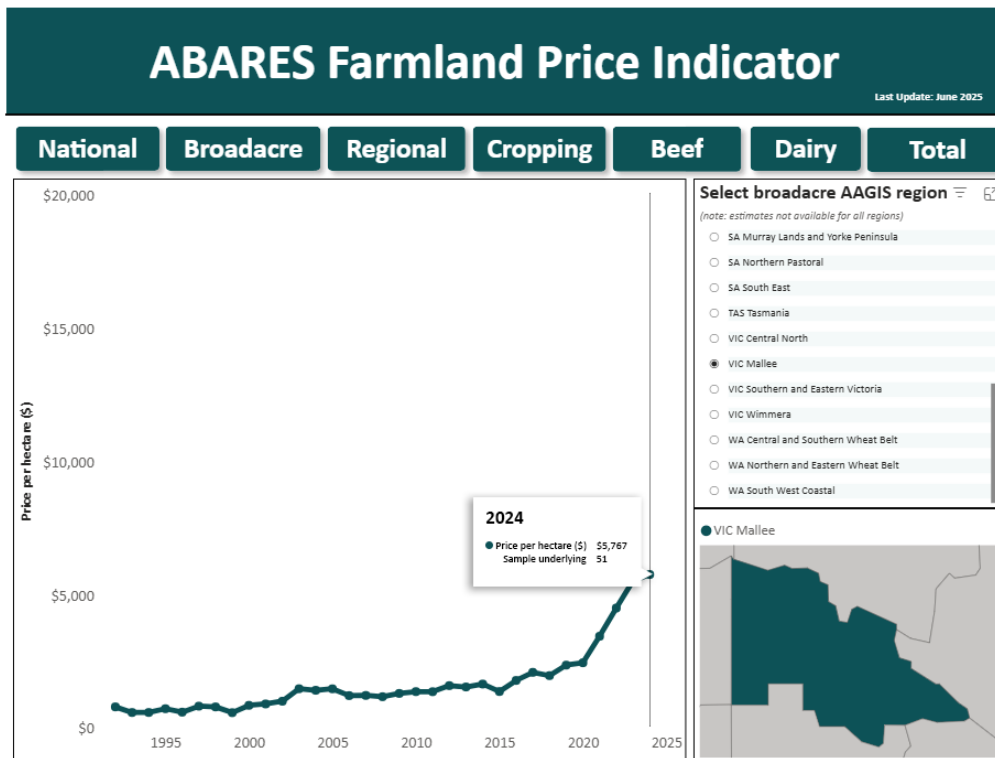 ABARES Farmland Price Indicator
Last Update: June 2025
National Broadacre Regional Cropping Beef Dairy Total
$20,000
$15,000
$10,000
$5,000
$0
Price per hectare ($)
2024
Price per hectare ($) $5,767
Sample underlying 51
1995 2000 2005 2010 2015 2020 2025
Select broadacre AAGIS region
(note: estimates not available for all regions)
SA Murray Lands and Yorke Peninsula
SA Northern Pastoral
SA South East
TAS Tasmania
VIC Central North
VIC Mallee
VIC Southern and Eastern Victoria
VIC Wimmera
WA Central and Southern Wheat Belt
WA Northern and Eastern Wheat Belt
WA South West Coastal
VIC Mallee